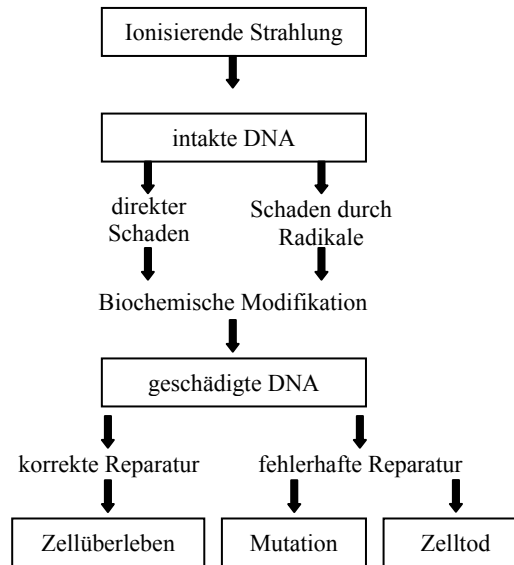 Ionisierende Strahlung
intakte DNA
direkter
Schaden
Schaden durch
Radikale
Biochemische Modifikation
geschädigte DNA
korrekte Reparatur
fehlerhafte Reparatur
Zellüberleben
Mutation
Zelltod